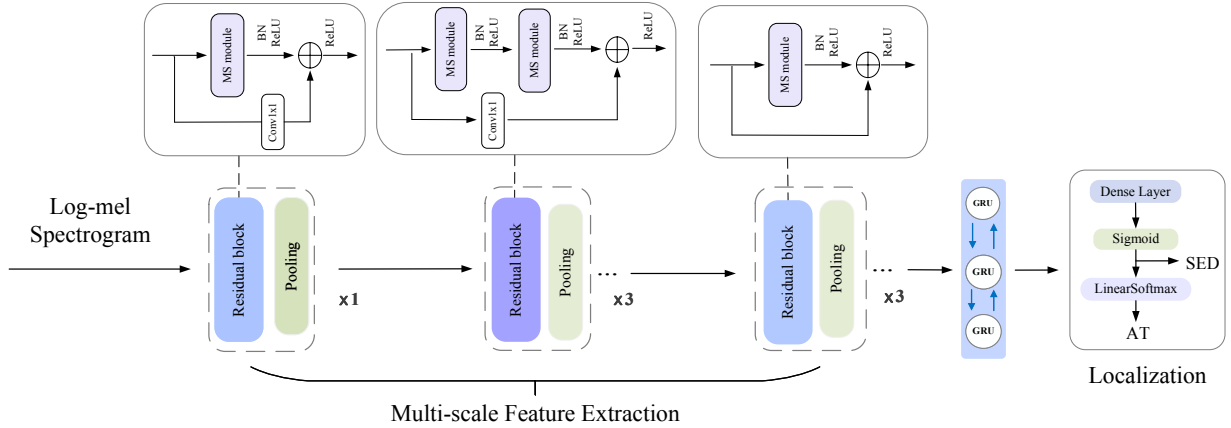 MS module
BN
ReLU
ReLU
Conv1x1
MS module
BN
ReLU
MS module
BN
ReLU
ReLU
Conv1x1
MS module
BN
ReLU
ReLU
Log-mel
Spectrogram
Residual block
Pooling
x1
Residual block
Pooling
...
x3
Residual block
Pooling
...
x3
GRU
GRU
GRU
Dense Layer
Sigmoid
SED
LinearSoftmax
AT
Localization
Multi-scale Feature Extraction